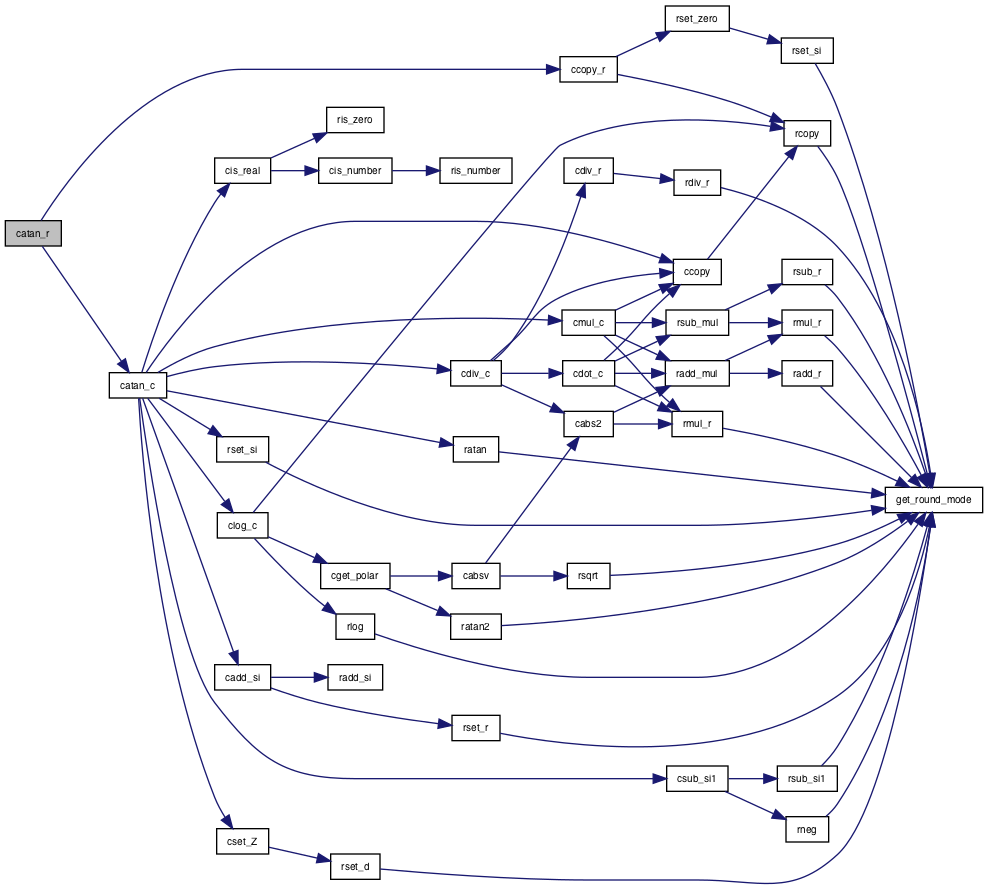 rset_zero
rset_si
ccopy_r
ris_zero
rcopy
cis_real
cis_number
ris_number
cdiv_r
rdiv_r
catan_r
ccopy
rsub_r
cmul_c
rsub_mul
rmul_r
catan_c
cdiv_c
cdot_c
radd_mul
radd_r
cabs2
rmul_r
rset_si
ratan
get_round_mode
clog_c
cget_polar
cabsv
rsqrt
rlog
ratan2
cadd_si
radd_si
rset_r
csub_si1
rsub_si1
rneg
cset_Z
rset_d